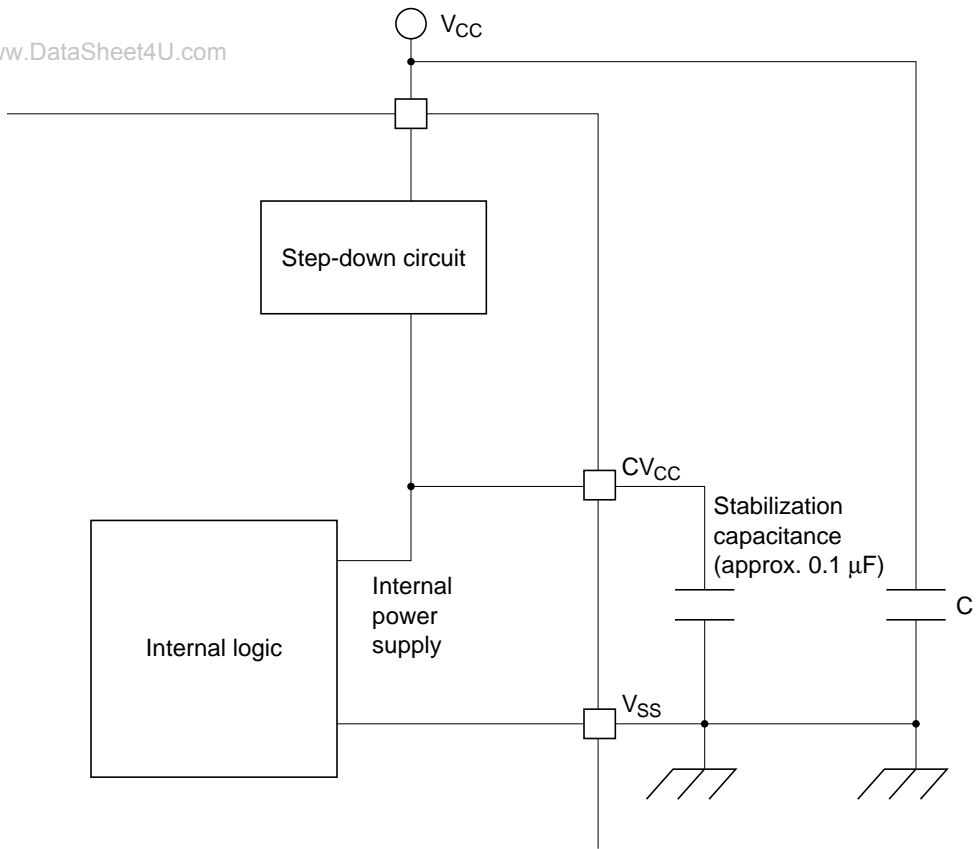 VCC
w.DataSheet4U.com
Step-down circuit
CVCC
Stabilization
capacitance
(approx. 0.1 μF)
Internal
power
supply
C
Internal logic
VSS